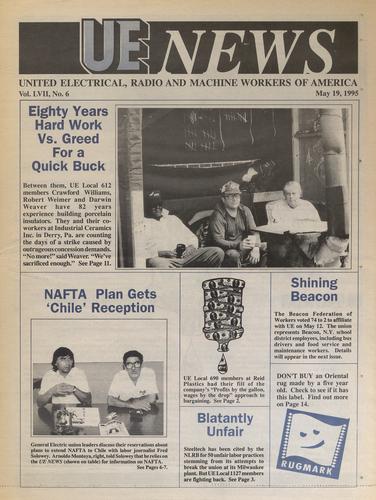 UE NEWS
UNITED ELECTRICAL, RADIO AND MACHINE WORKERS OF AMERICA
Vol. LVII, No. 6
May 19, 1995
Eighty Years
Hard Work
Vs. Greed
For a
Quick Buck
Between them, UE Local 612
members Crawford Williams,
Robert Weimer and Darwin
Weaver have 82 years
experience building porcelain
insulators. They and their co-
workers at Industrial Ceramics
Inc. in Derry, Pa. are counting
the days of a strike caused by
outrageous concession demands.
"No more!" said Weaver. "We've
sacrificed enough." See Page 11.
NAFTA Plan Gets
'Chile' Reception
General Electric union leaders discuss their reservations about
plans to extend NAFTA to Chile with labor journalist Fred
Solowey. Arnoldo Montoya, right, told Solowey that he relies on
the UE NEWS (shown on table) for information on NAFTA.
See Pages 6-7.
UE Local 690 members at Reid
Plastics had their fill of the
company's "Profits by the gallon,
wages by the drop" approach to
bargaining. See Page 2.
Blatantly
Unfair
Steeltech has been cited by the
NLRB for 50 unfair labor practices
stemming from its attempts to
break the union at its Milwaukee
plant. But UE Local 1127 members
are fighting back. See Page 3.
Shining
Beacon
The Beacon Federation of
Workers voted 74 to 2 to affiliate
with UE on May 12. The union
represents Beacon, N.Y. school
district employees, including bus
drivers and food service and
maintenance workers. Details
will appear in the next issue.
DON'T BUY an Oriental
rug made by a five year
old. Check to see if it has
this label. Find out more
on Page 14.
RUGMARK